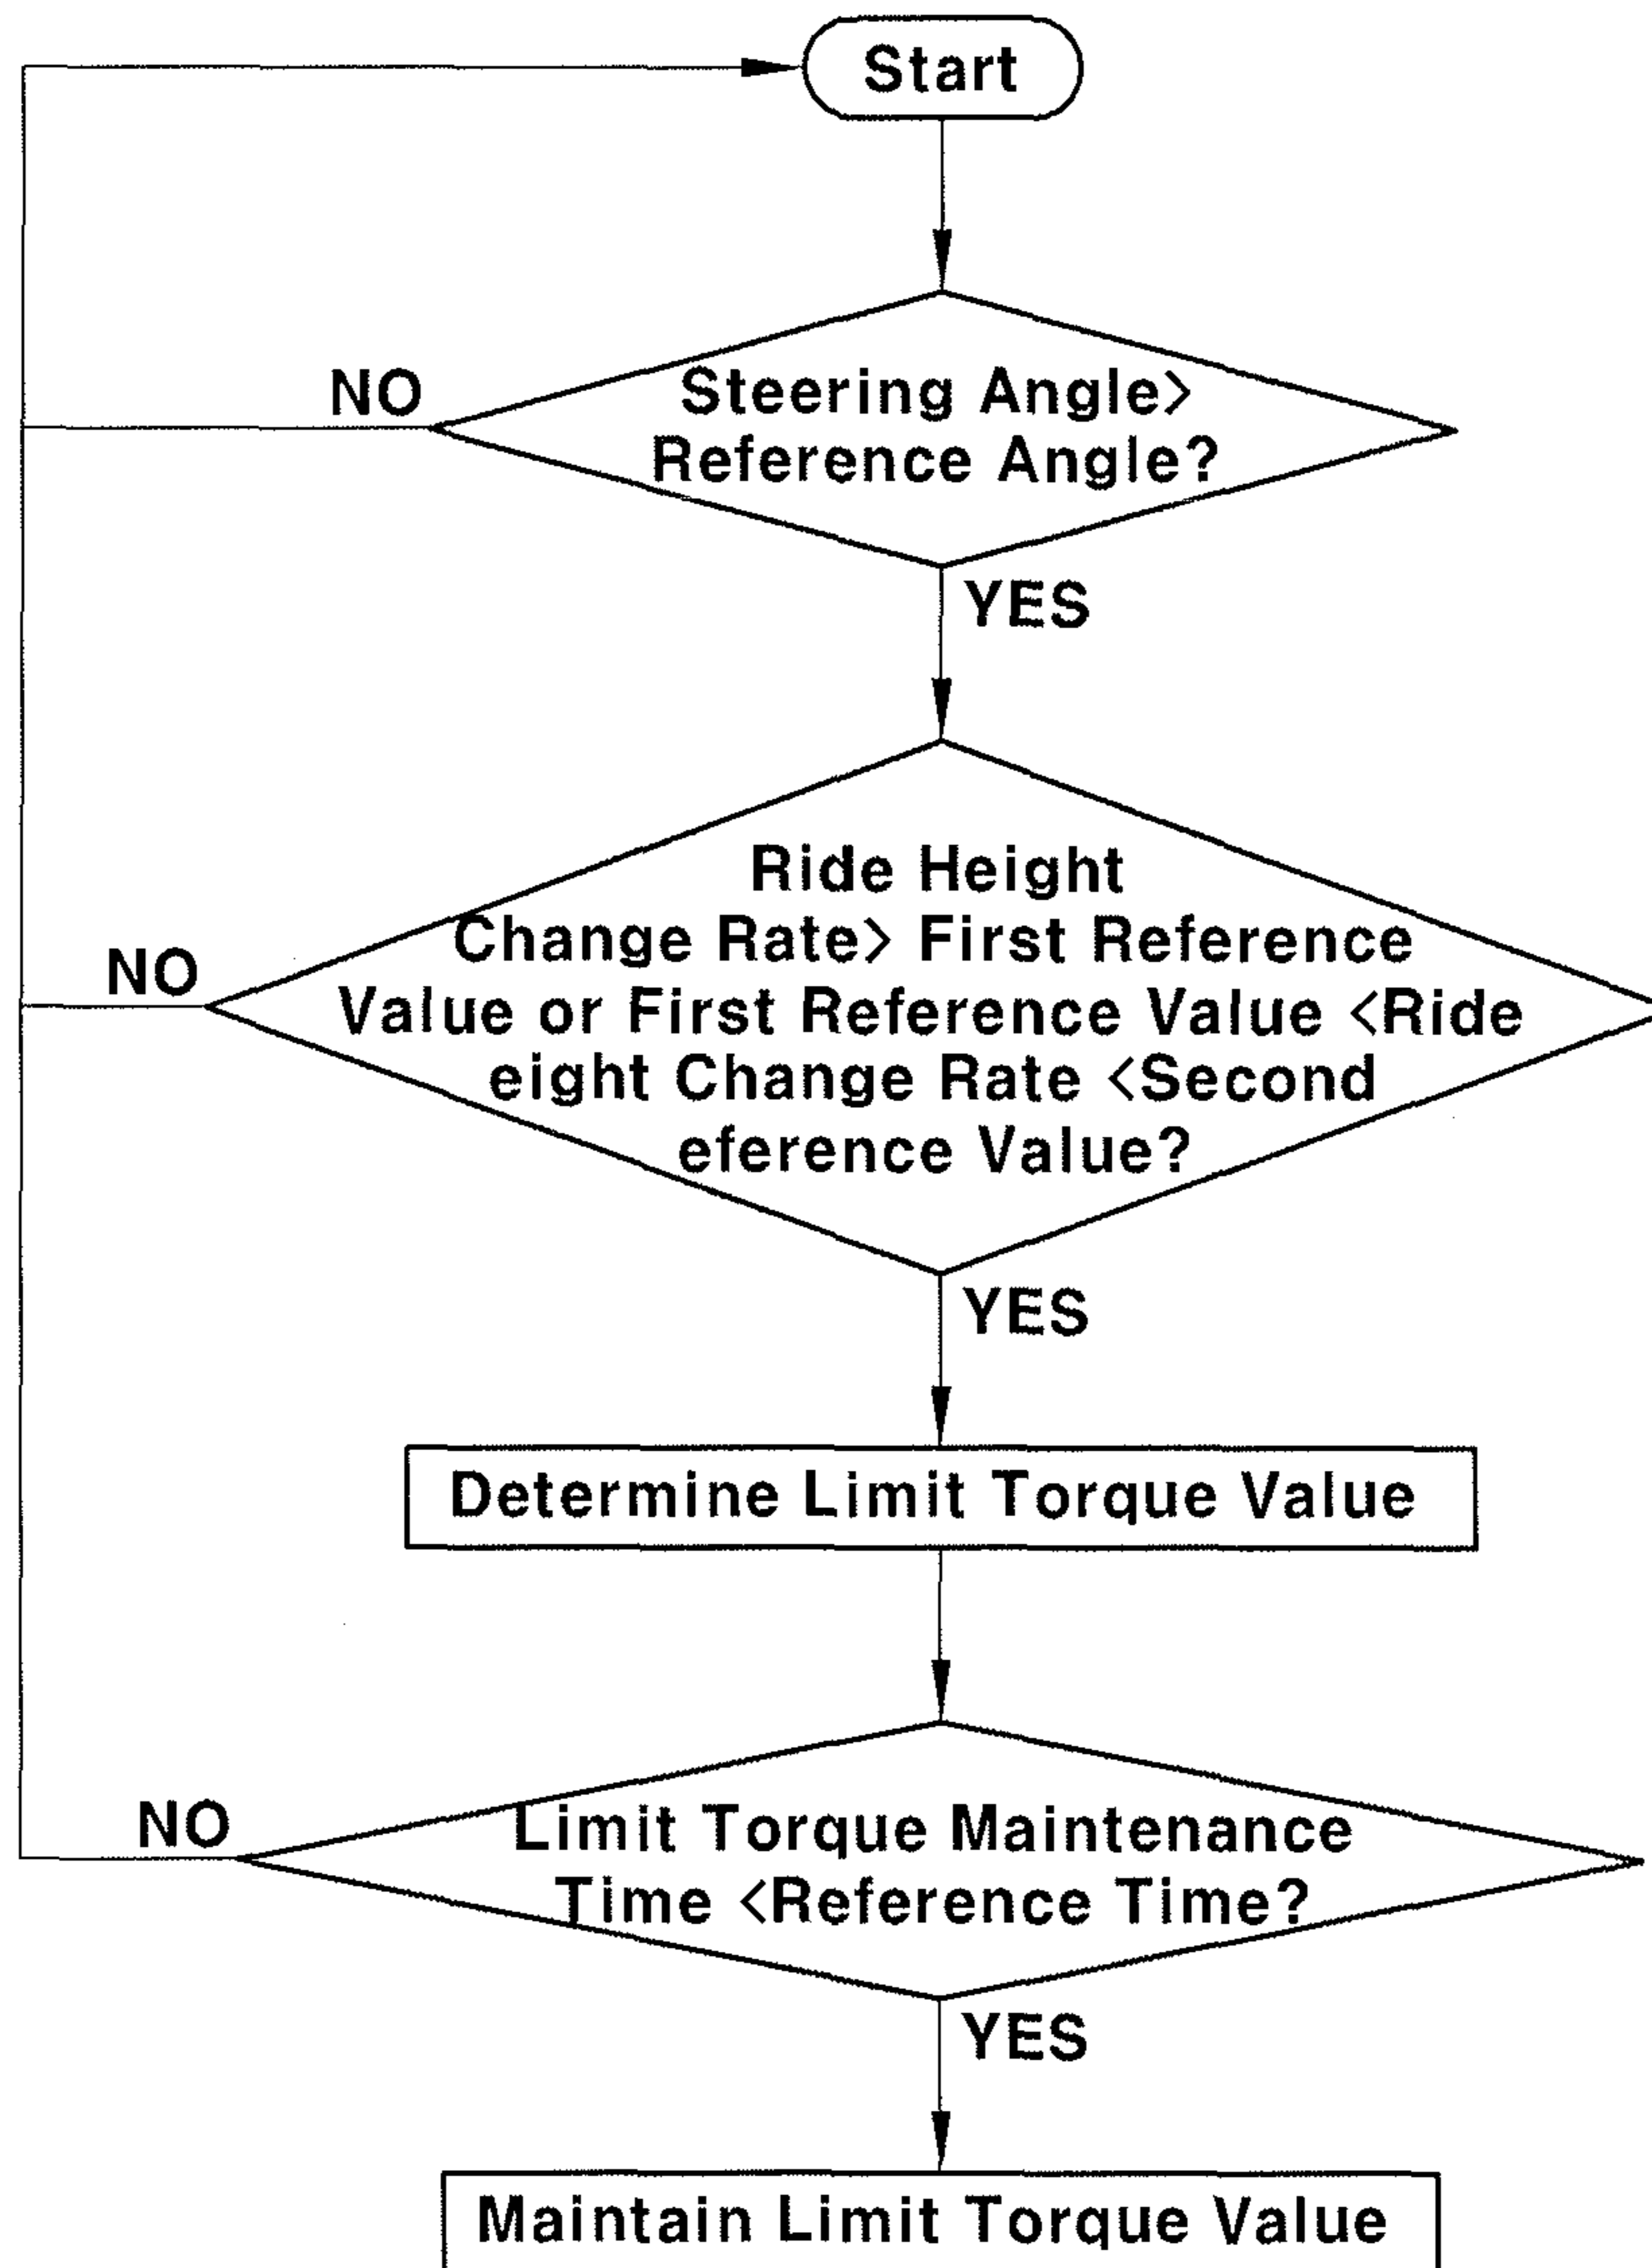 Start
NO
Steering Angle>
Reference Angle?
YES
Ride Height
Change Rate> First Reference
NO
Value or First Reference Value <Ride
eight Change Rate <Second
eference Value?
YES
Determine Limit Torque Value
NO
Limit Torque Maintenance
Time <Reference Time?
YES
Maintain Limit Torque Value